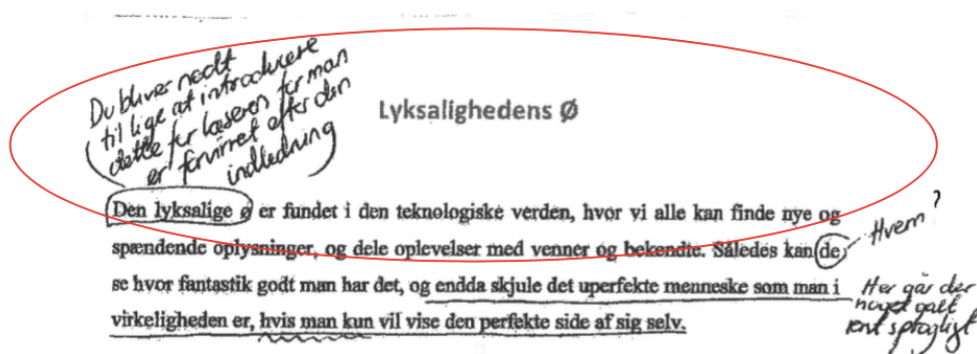 Du bliver nødt
til lige at introducere
dette for læseren for man
er forvirret efter den
indledning
Lyksalighedens Ø
Den lyksalige ø er fundet i den teknologiske verden, hvor vi alle kan finde nye og
spændende oplysninger, og dele oplevelser med venner og bekendte. Således kan de
Hvem?
se hvor fantastik godt man har det, og endda skjule det uperfekte menneske som man i
virkeligheden er, hvis man kun vil vise den perfekte side af sig selv.
Her går der
noget galt
rent sprogligt